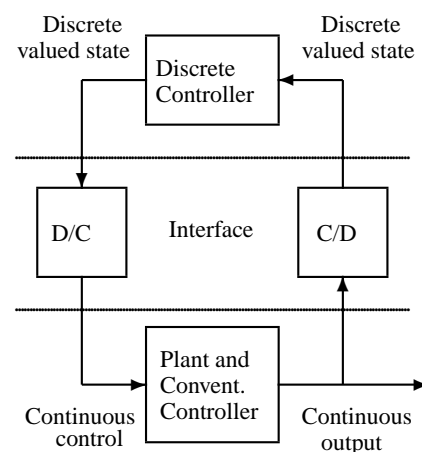 Discrete
valued state
Discrete
valued state
Discrete
Controller
D/C
Interface
C/D
Plant and
Convent.
Controller
Continuous
control
Continuous
output